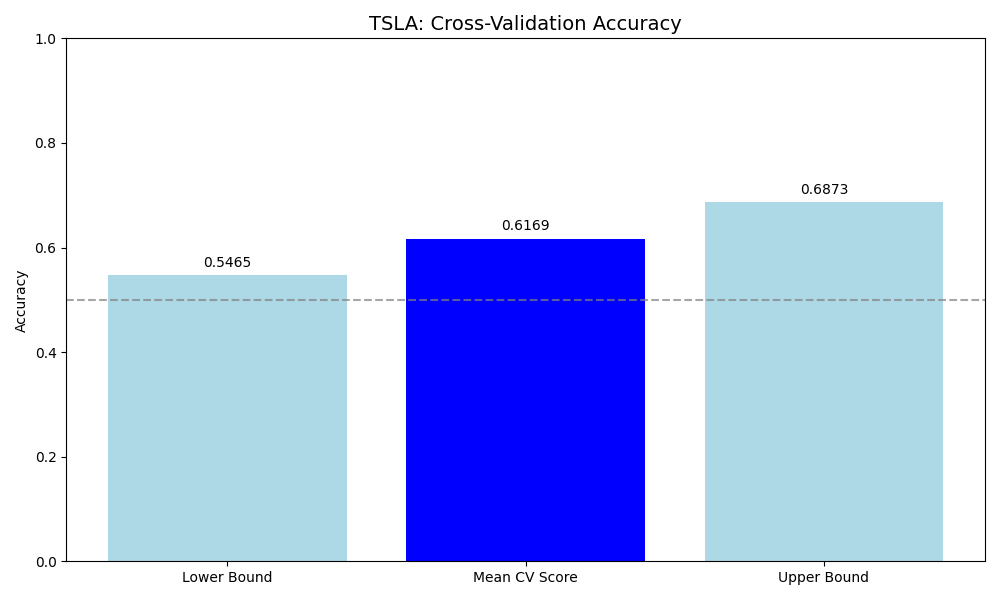 TSLA: Cross-Validation Accuracy
1.0
0.8
0.6
0.4
0.2
0.0
Accuracy
0.5465
0.6169
0.6873
Lower Bound
Mean CV Score
Upper Bound